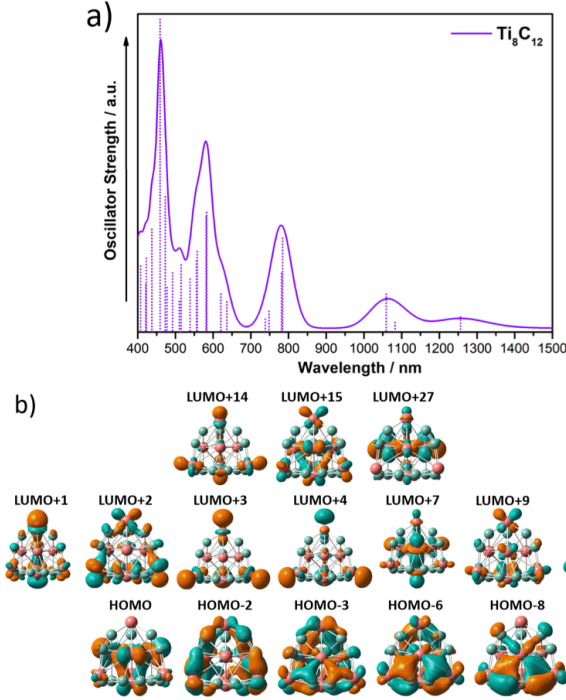 a)
Ti8C12
Oscillator Strength / a.u.
400 500 600 700 800 900 1000 1100 1200 1300 1400 1500
Wavelength / nm
b)
LUMO+14 LUMO+15 LUMO+27
LUMO+1 LUMO+2 LUMO+3 LUMO+4 LUMO+7 LUMO+9
HOMO HOMO-2 HOMO-3 HOMO-6 HOMO-8